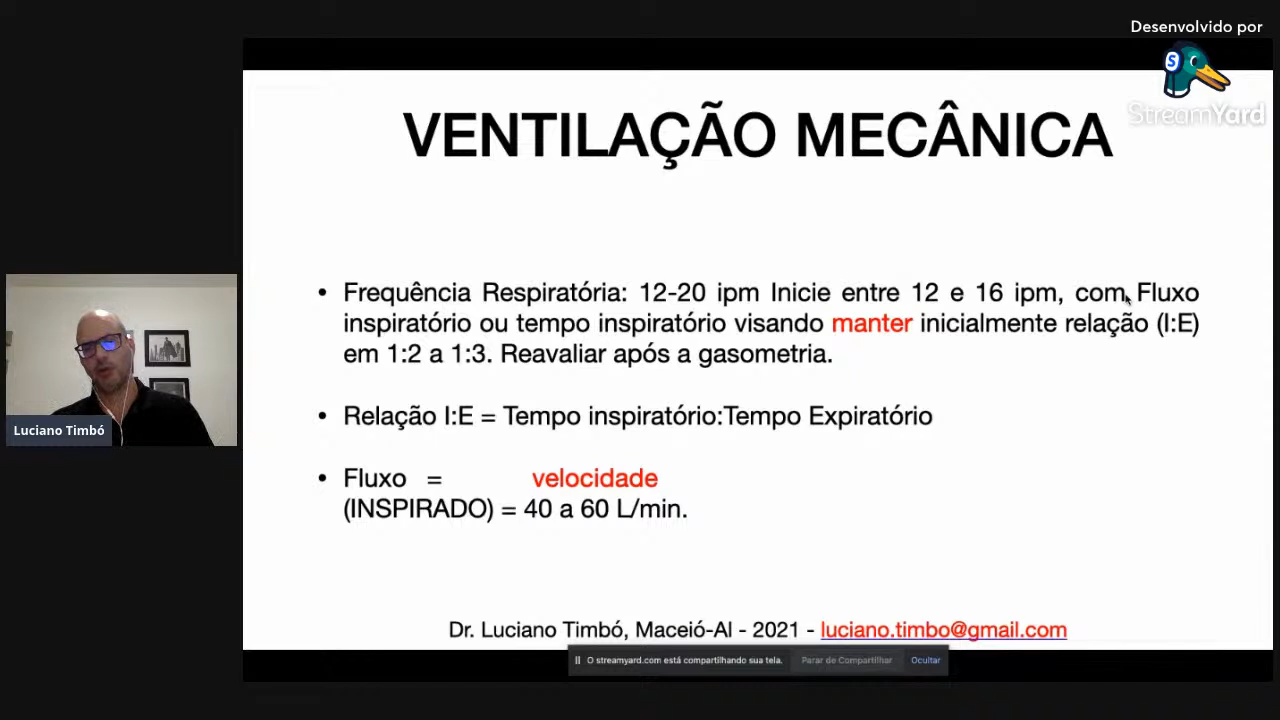 Desenvolvido por
StreamYard
VENTILAÇÃO MECÂNICA
• Frequência Respiratória: 12-20 ipm Inicie entre 12 e 16 ipm, com Fluxo
inspiratório ou tempo inspiratório visando manter inicialmente relação (I:E)
em 1:2 a 1:3. Reavaliar após a gasometria.
• Relação I:E = Tempo inspiratório:Tempo Expiratório
• Fluxo = velocidade
(INSPIRADO) = 40 a 60 L/min.
Luciano Timbó
Dr. Luciano Timbó, Maceió-Al - 2021 - luciano.timbo@gmail.com
O streamyard.com está compartilhando sua tela. Parar de Compartilhar Ocultar